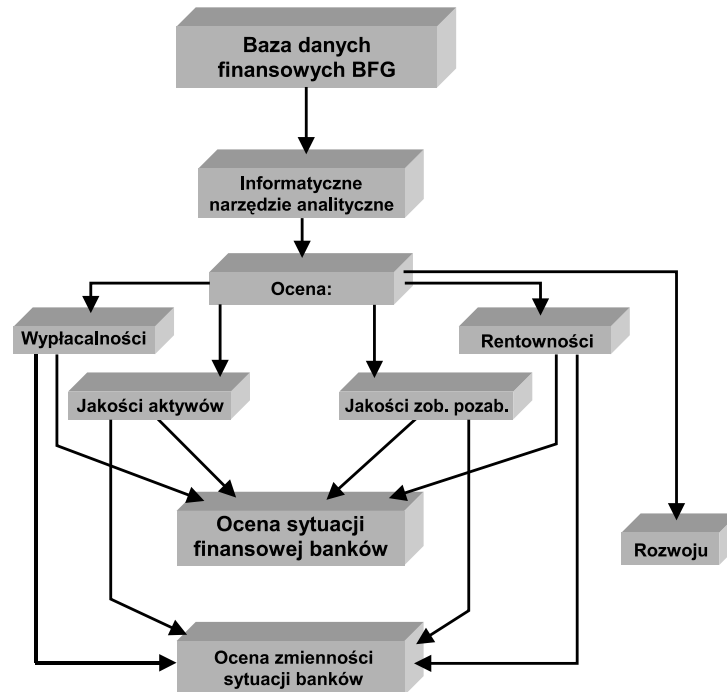 Baza danych
finansowych BFG
Informatyczne
narzędzie analityczne
Ocena:
Wypłacalności
Rentowności
Jakości aktywów
Jakości zob. pozab.
Ocena sytuacji
finansowej banków
Rozwoju
Ocena zmienności
sytuacji banków